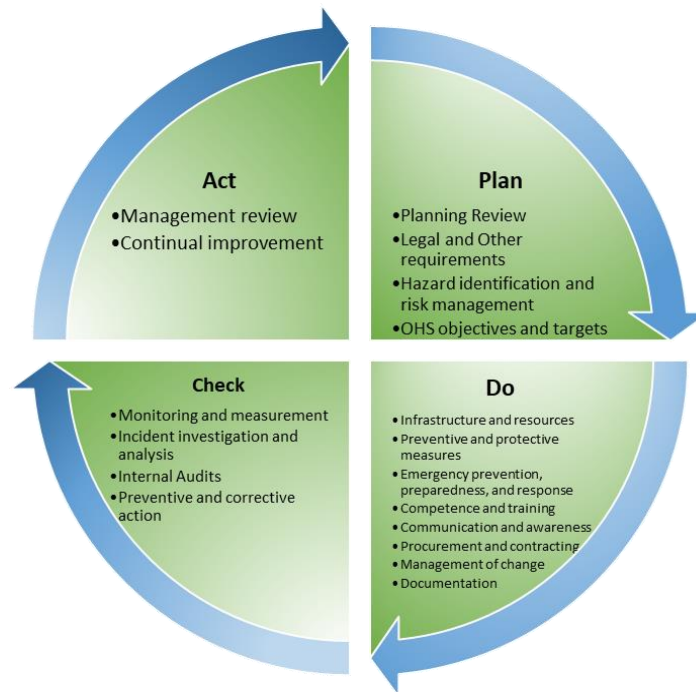 Act
•Management review
•Continual improvement
Plan
•Planning Review
•Legal and Other
requirements
•Hazard identification and
risk management
•OHS objectives and targets
Check
•Monitoring and measurement
•Incident investigation and
analysis
•Internal Audits
•Preventive and corrective
action
Do
•Infrastructure and resources
•Preventive and protective
measures
•Emergency prevention,
preparedness, and response
•Competence and training
•Communication and awareness
•Procurement and contracting
•Management of change
•Documentation